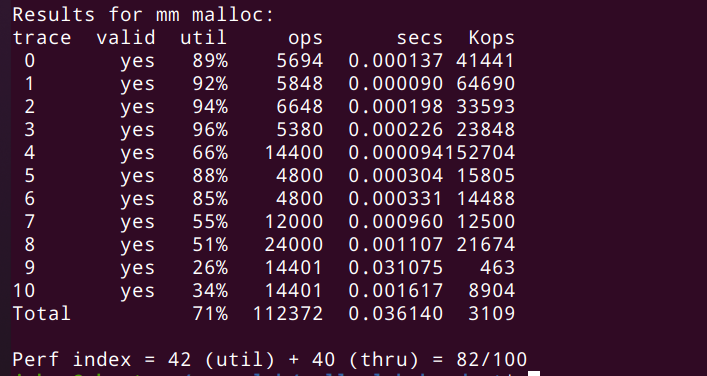 Results for mm malloc:
trace valid util ops secs Kops
0 yes 89% 5694 0.000137 41441
1 yes 92% 5848 0.000090 64690
2 yes 94% 6648 0.000198 33593
3 yes 96% 5380 0.000226 23848
4 yes 66% 14400 0.000094152704
5 yes 88% 4800 0.000304 15805
6 yes 85% 4800 0.000331 14488
7 yes 55% 12000 0.000960 12500
8 yes 51% 24000 0.001107 21674
9 yes 26% 14401 0.031075 463
10 yes 34% 14401 0.001617 8904
Total 71% 112372 0.036140 3109
Perf index = 42 (util) + 40 (thru) = 82/100